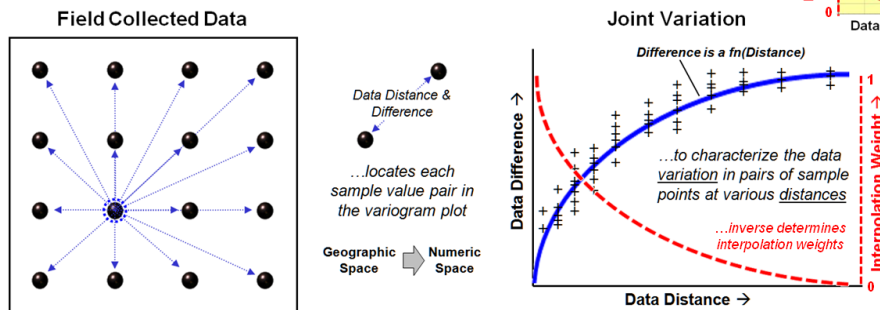 Field Collected Data
Data Distance &
Difference
…locates each
sample value pair in
the variogram plot
Geographic
Space
Numeric
Space
Joint Variation
0
Data
Difference is a fn(Distance)
Data Difference →
1
…to characterize the data
variation in pairs of sample
points at various distances
…inverse determines
interpolation weights
Interpolation Weight →
0
Data Distance →